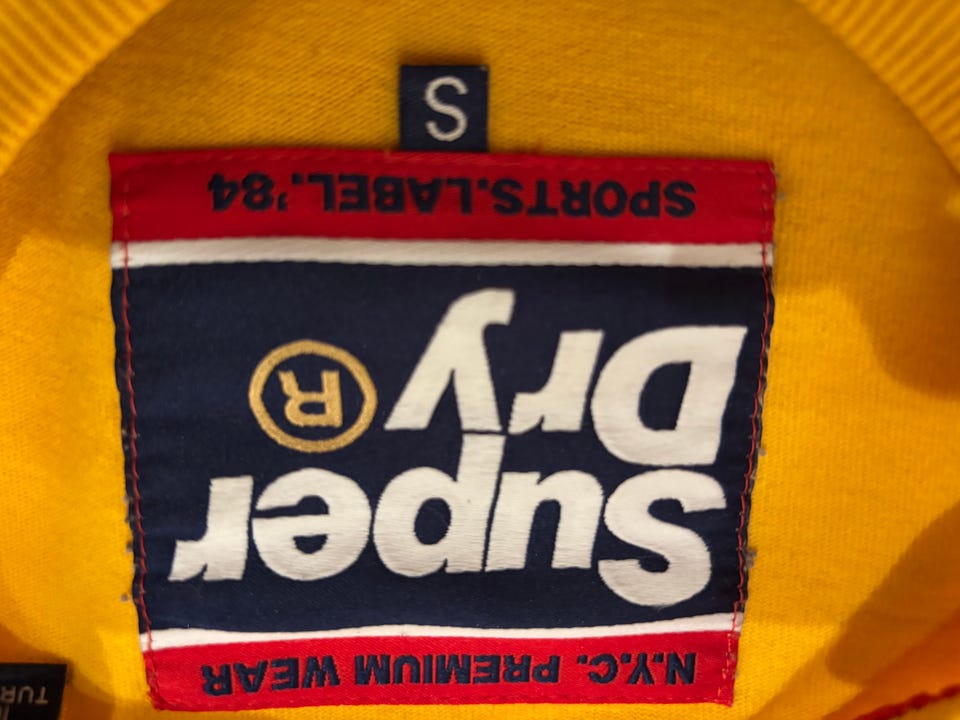 N.Y.C. PREMIUM WEAR
Super
Dry®
SPORTS.LABEL.'84
S